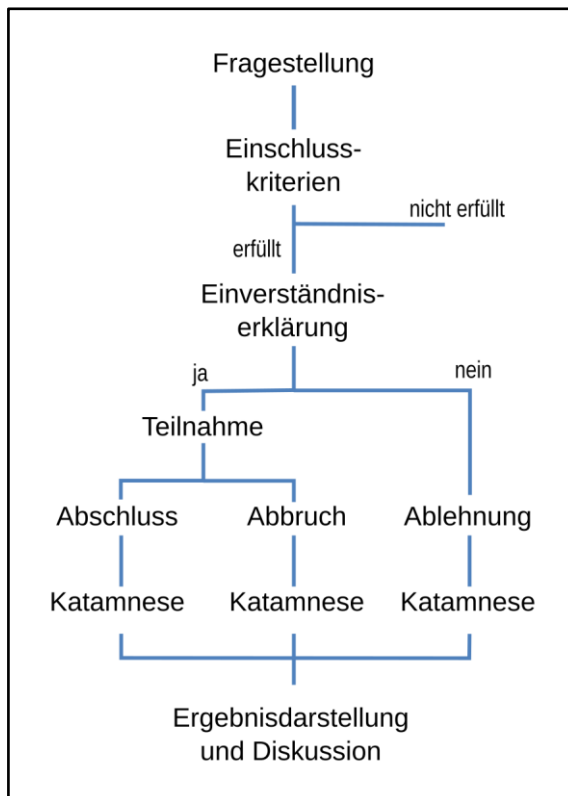 Fragestellung
Einschluss-
kriterien
nicht erfüllt
erfüllt
Einverständnis-
erklärung
ja
nein
Teilnahme
Abschluss
Abbruch
Ablehnung
Katamnese
Katamnese
Katamnese
Ergebnisdarstellung
und Diskussion